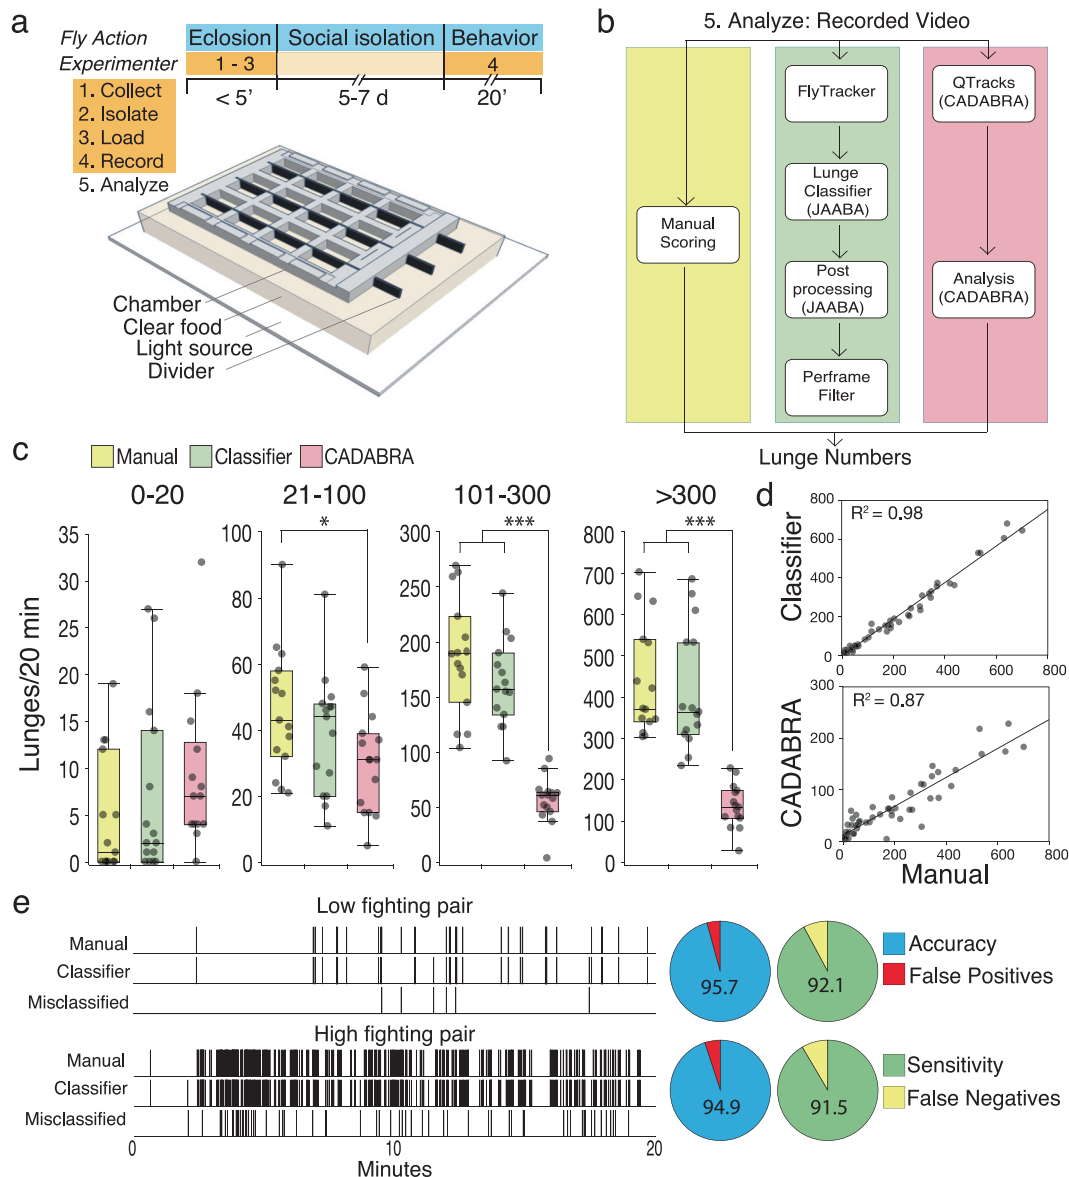 a
Fly Action
Eclosion
Social isolation
Behavior
Experimenter
1 - 3
4
< 5’
5-7 d
20’
1. Collect
2. Isolate
3. Load
4. Record
5. Analyze
Chamber
Clear food
Light source
Divider
b
5. Analyze: Recorded Video
Manual
Scoring
FlyTracker
Lunge
Classifier
(JAABA)
Post
processing
(JAABA)
Perframe
Filter
QTracks
(CADABRA)
Analysis
(CADABRA)
Lunge Numbers
c
Manual
Classifier
CADABRA
0-20
21-100
101-300
>300
*
***
***
Lunges/20 min
35
30
25
20
15
10
5
0
100
80
60
40
20
0
300
250
200
150
100
50
0
800
700
600
500
400
300
200
100
0
d
Classifier
R² = 0.98
800
600
400
200
0
0
200
400
600
800
CADABRA
R² = 0.87
300
200
100
0
0
200
400
600
800
Manual
e
Low fighting pair
Manual
Classifier
Misclassified
High fighting pair
Manual
Classifier
Misclassified
0
10
20
Minutes
95.7
92.1
Accuracy
False Positives
94.9
91.5
Sensitivity
False Negatives